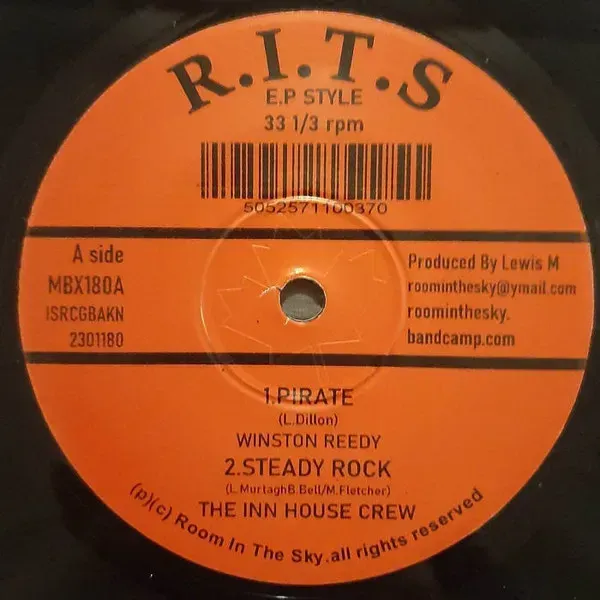 R.I.T.S
E.P STYLE
33 1/3 rpm
5052571100370
A side
MBX180A
ISRCGBAKN
2301180
Produced By Lewis M
roominthesky@ymail.com
roominthesky.
bandcamp.com
1.PIRATE
(L.Dillon)
WINSTON REEDY
2.STEADY ROCK
(L.MurtaghB.Bell/M.Fletcher)
THE INN HOUSE CREW
(p)(c) Room In The Sky.all rights reserved